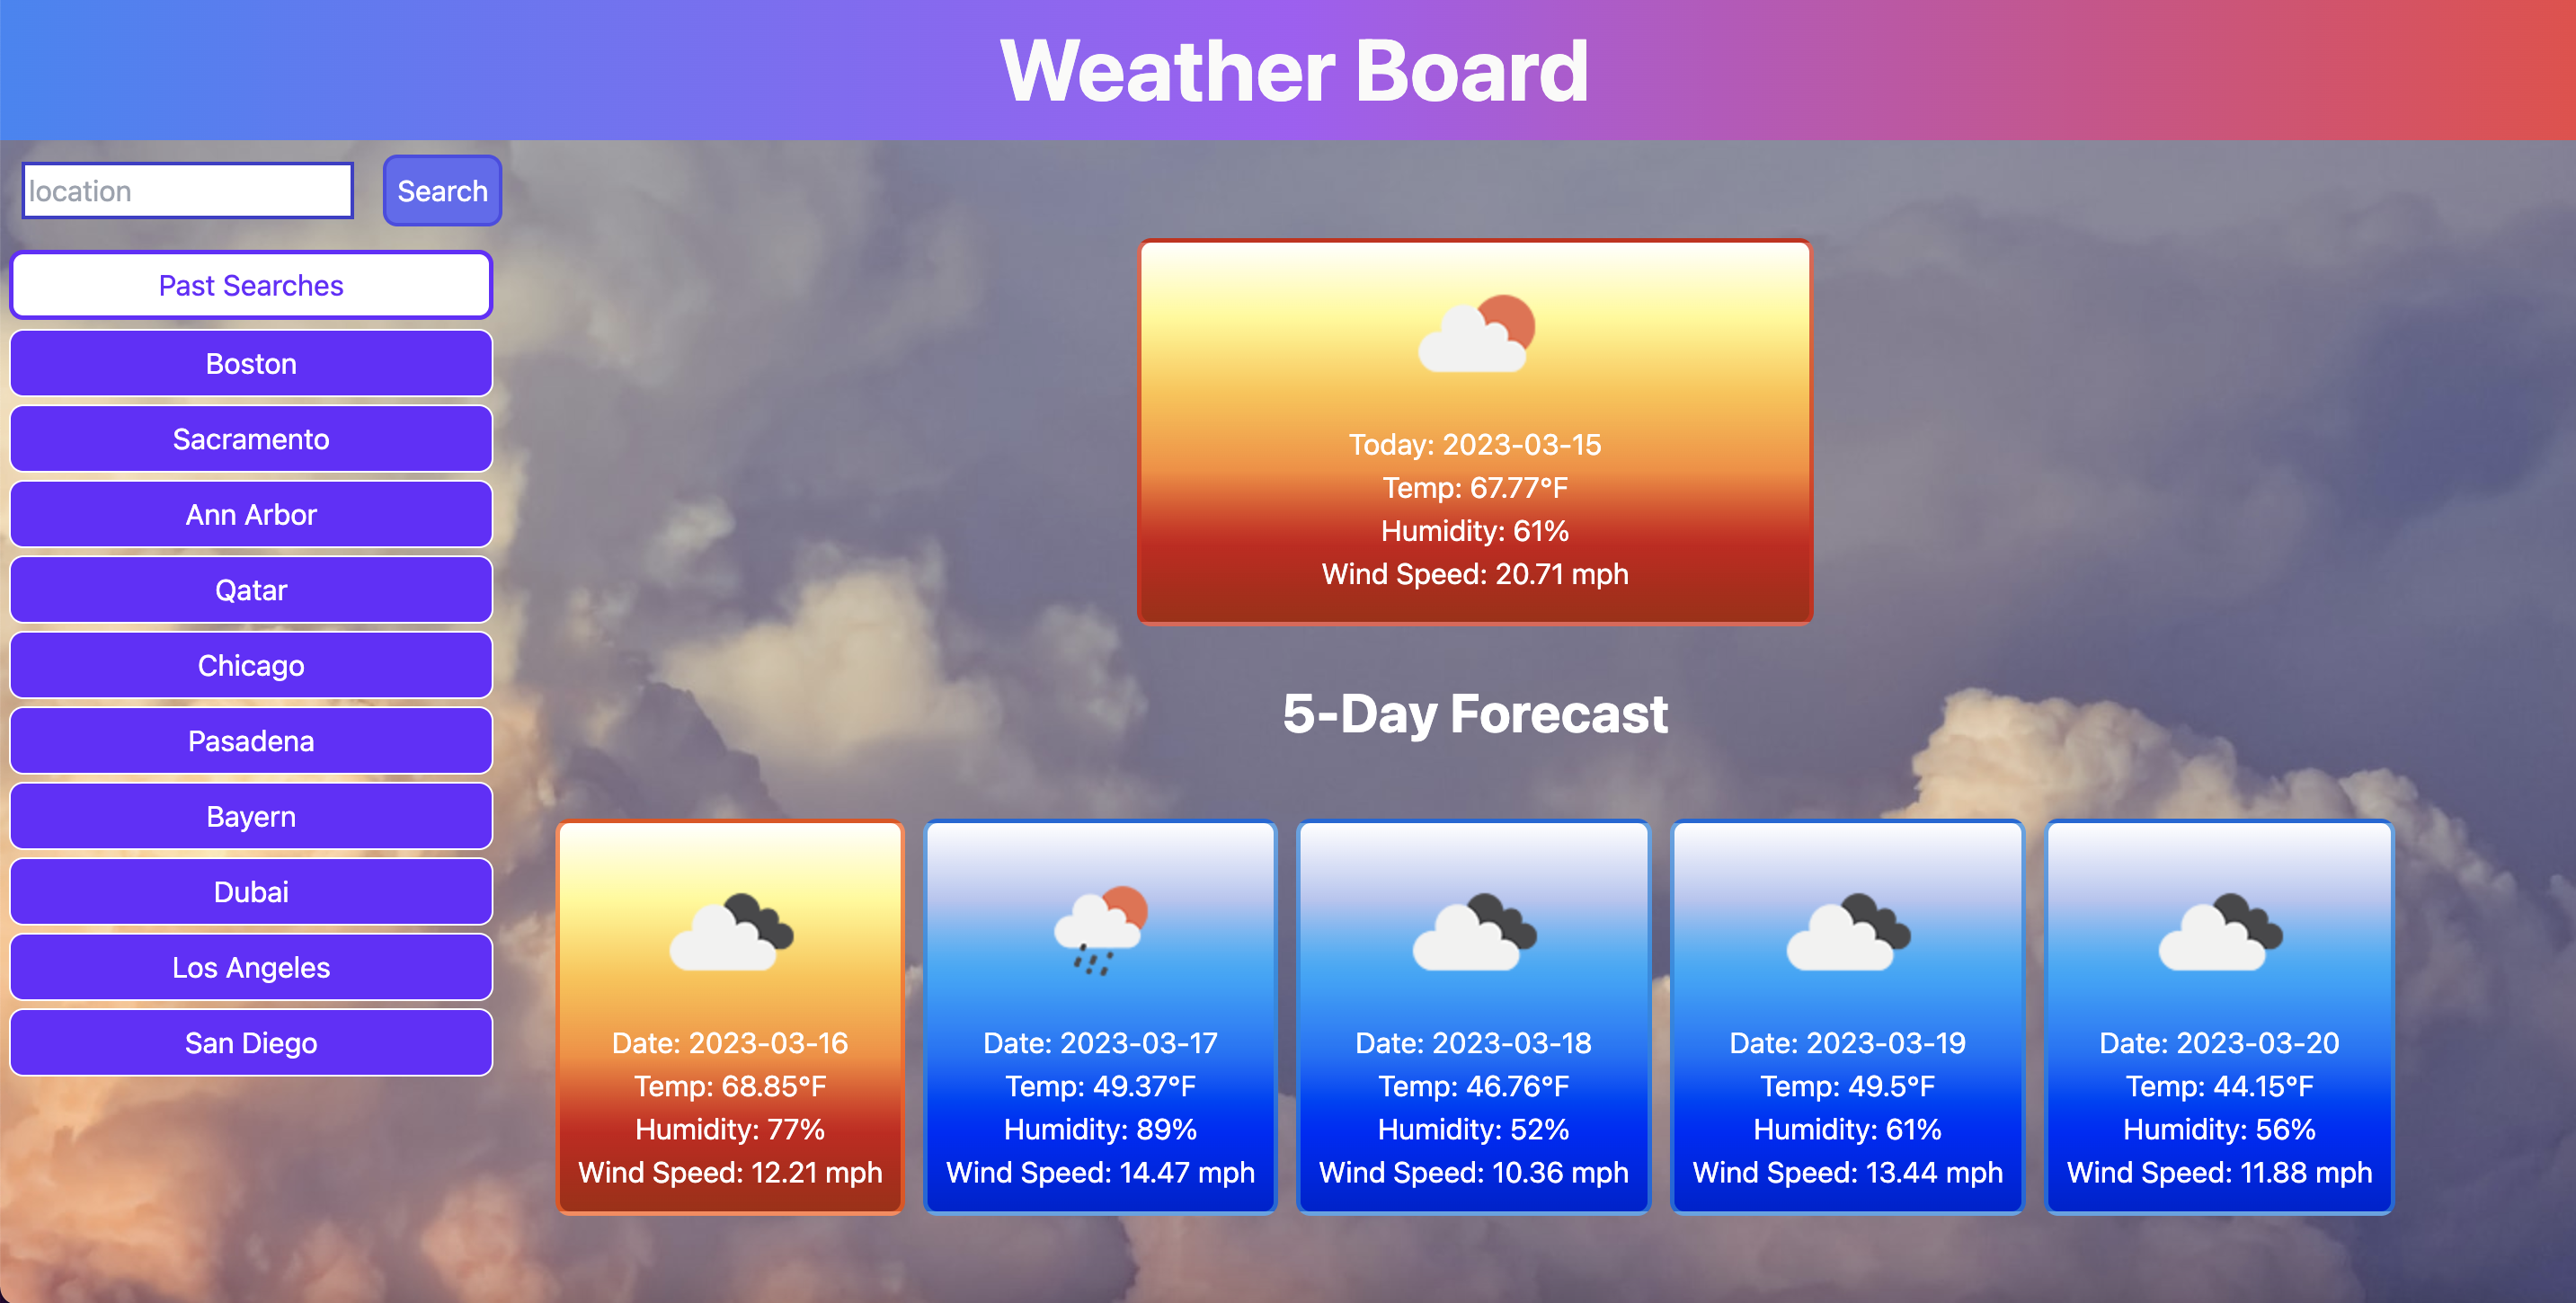 Weather Board
location
Search
Past Searches
Boston
Sacramento
Ann Arbor
Qatar
Chicago
Pasadena
Bayern
Dubai
Los Angeles
San Diego
Today: 2023-03-15
Temp: 67.77°F
Humidity: 61%
Wind Speed: 20.71 mph
5-Day Forecast
Date: 2023-03-16
Temp: 68.85°F
Humidity: 77%
Wind Speed: 12.21 mph
Date: 2023-03-17
Temp: 49.37°F
Humidity: 89%
Wind Speed: 14.47 mph
Date: 2023-03-18
Temp: 46.76°F
Humidity: 52%
Wind Speed: 10.36 mph
Date: 2023-03-19
Temp: 49.5°F
Humidity: 61%
Wind Speed: 13.44 mph
Date: 2023-03-20
Temp: 44.15°F
Humidity: 56%
Wind Speed: 11.88 mph